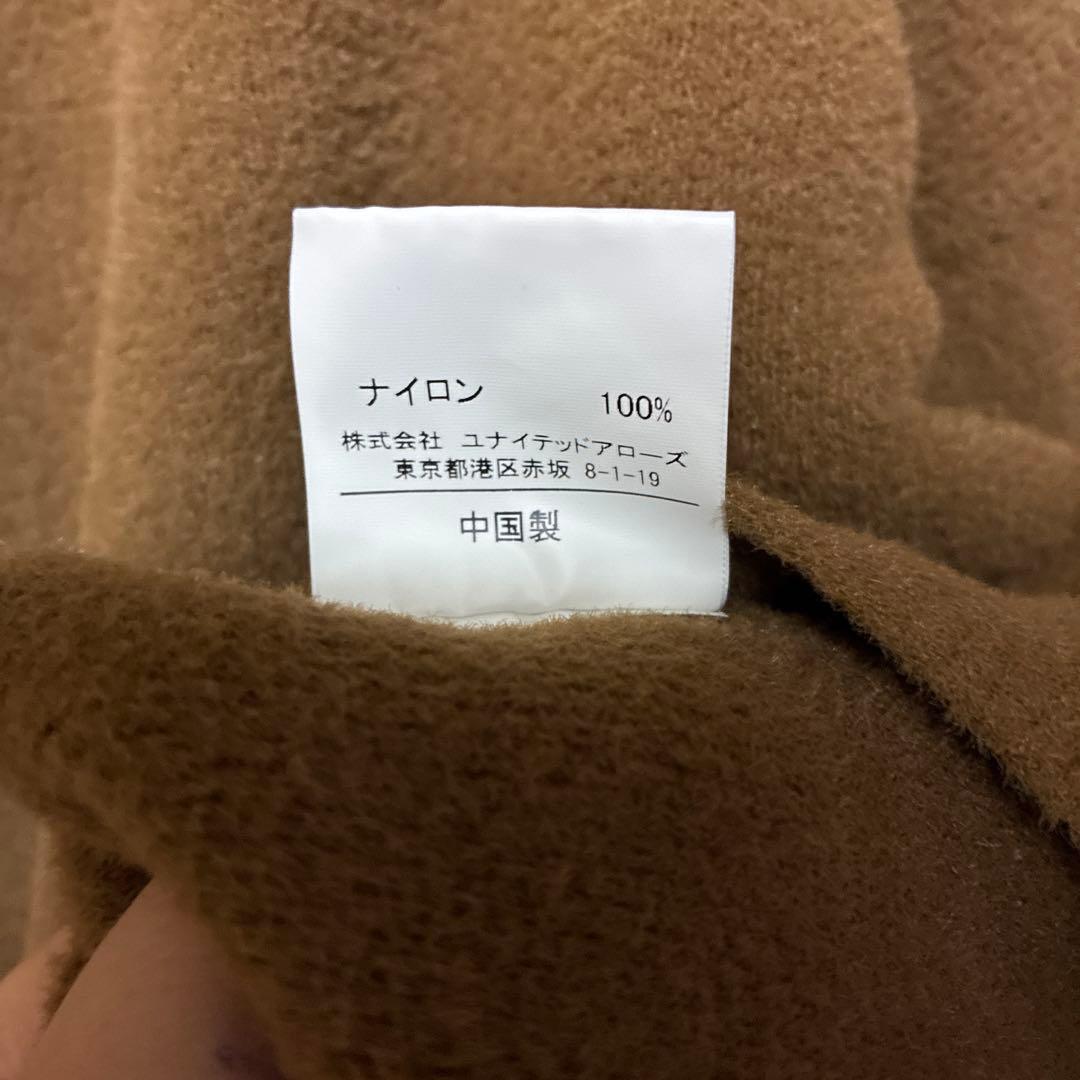 ナイロン 100%
株式会社 ユナイテッドアローズ
東京都港区赤坂 8-1-19
中国製